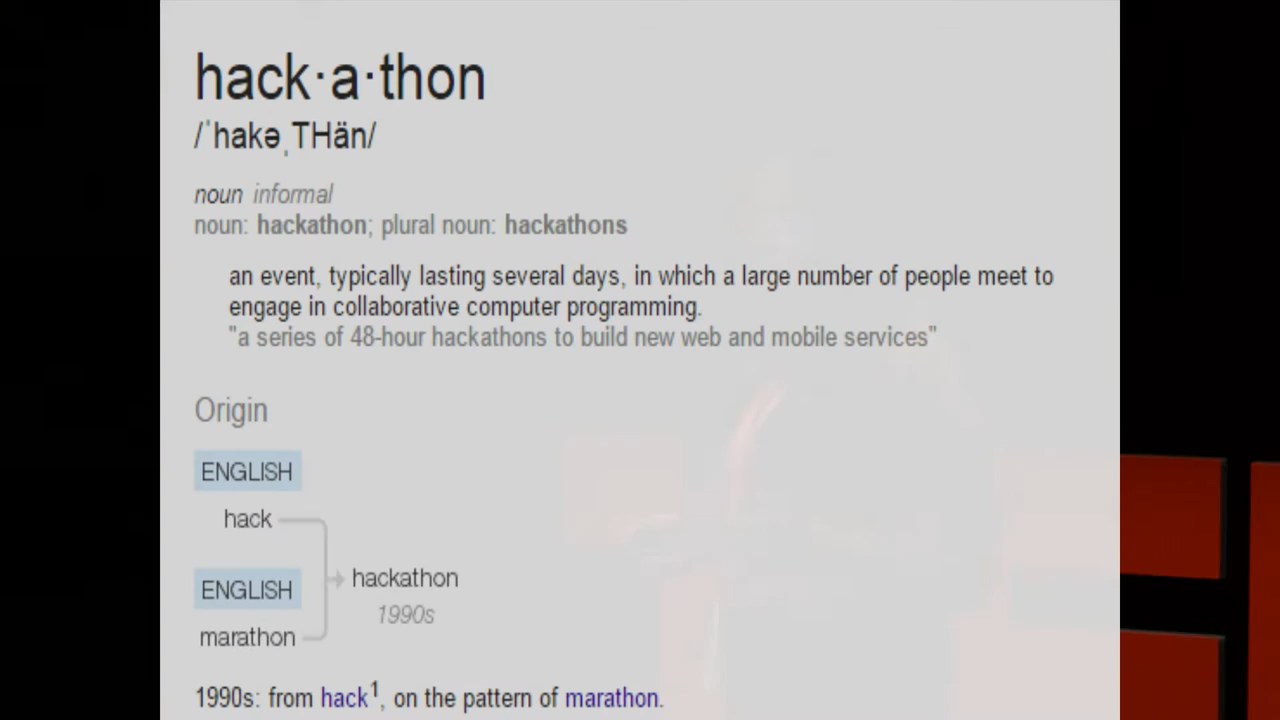 hack·a·thon
/ˈhakəˌTHän/
noun informal
noun: hackathon; plural noun: hackathons
an event, typically lasting several days, in which a large number of people meet to
engage in collaborative computer programming.
"a series of 48-hour hackathons to build new web and mobile services"
Origin
ENGLISH
hack
ENGLISH
marathon
hackathon
1990s
1990s: from hack¹, on the pattern of marathon.